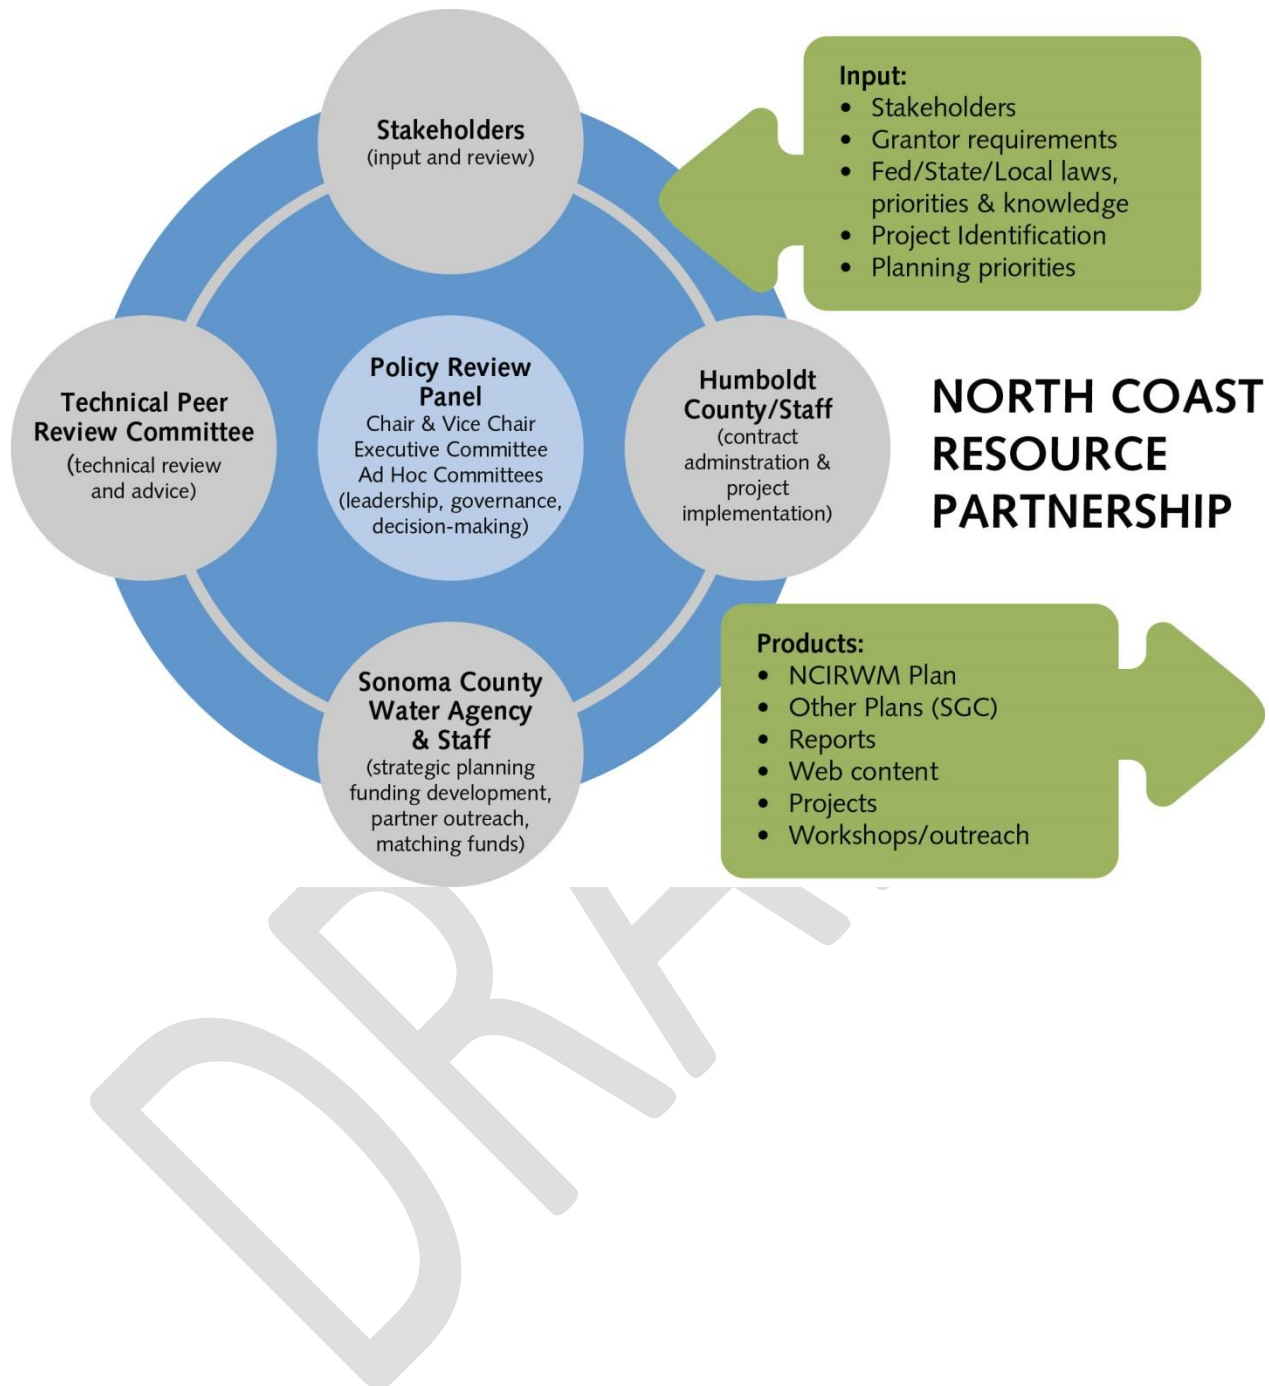 Stakeholders
(input and review)
Input:
• Stakeholders
• Grantor requirements
• Fed/State/Local laws,
priorities & knowledge
• Project Identification
• Planning priorities
Technical Peer
Review Committee
(technical review
and advice)
Policy Review
Panel
Chair & Vice Chair
Executive Committee
Ad Hoc Committees
(leadership, governance,
decision-making)
Humboldt
County/Staff
(contract
adminstration &
project
implementation)
NORTH COAST
RESOURCE
PARTNERSHIP
Sonoma County
Water Agency
& Staff
(strategic planning
funding development,
partner outreach,
matching funds)
Products:
• NCIRWM Plan
• Other Plans (SGC)
• Reports
• Web content
• Projects
• Workshops/outreach
DRA